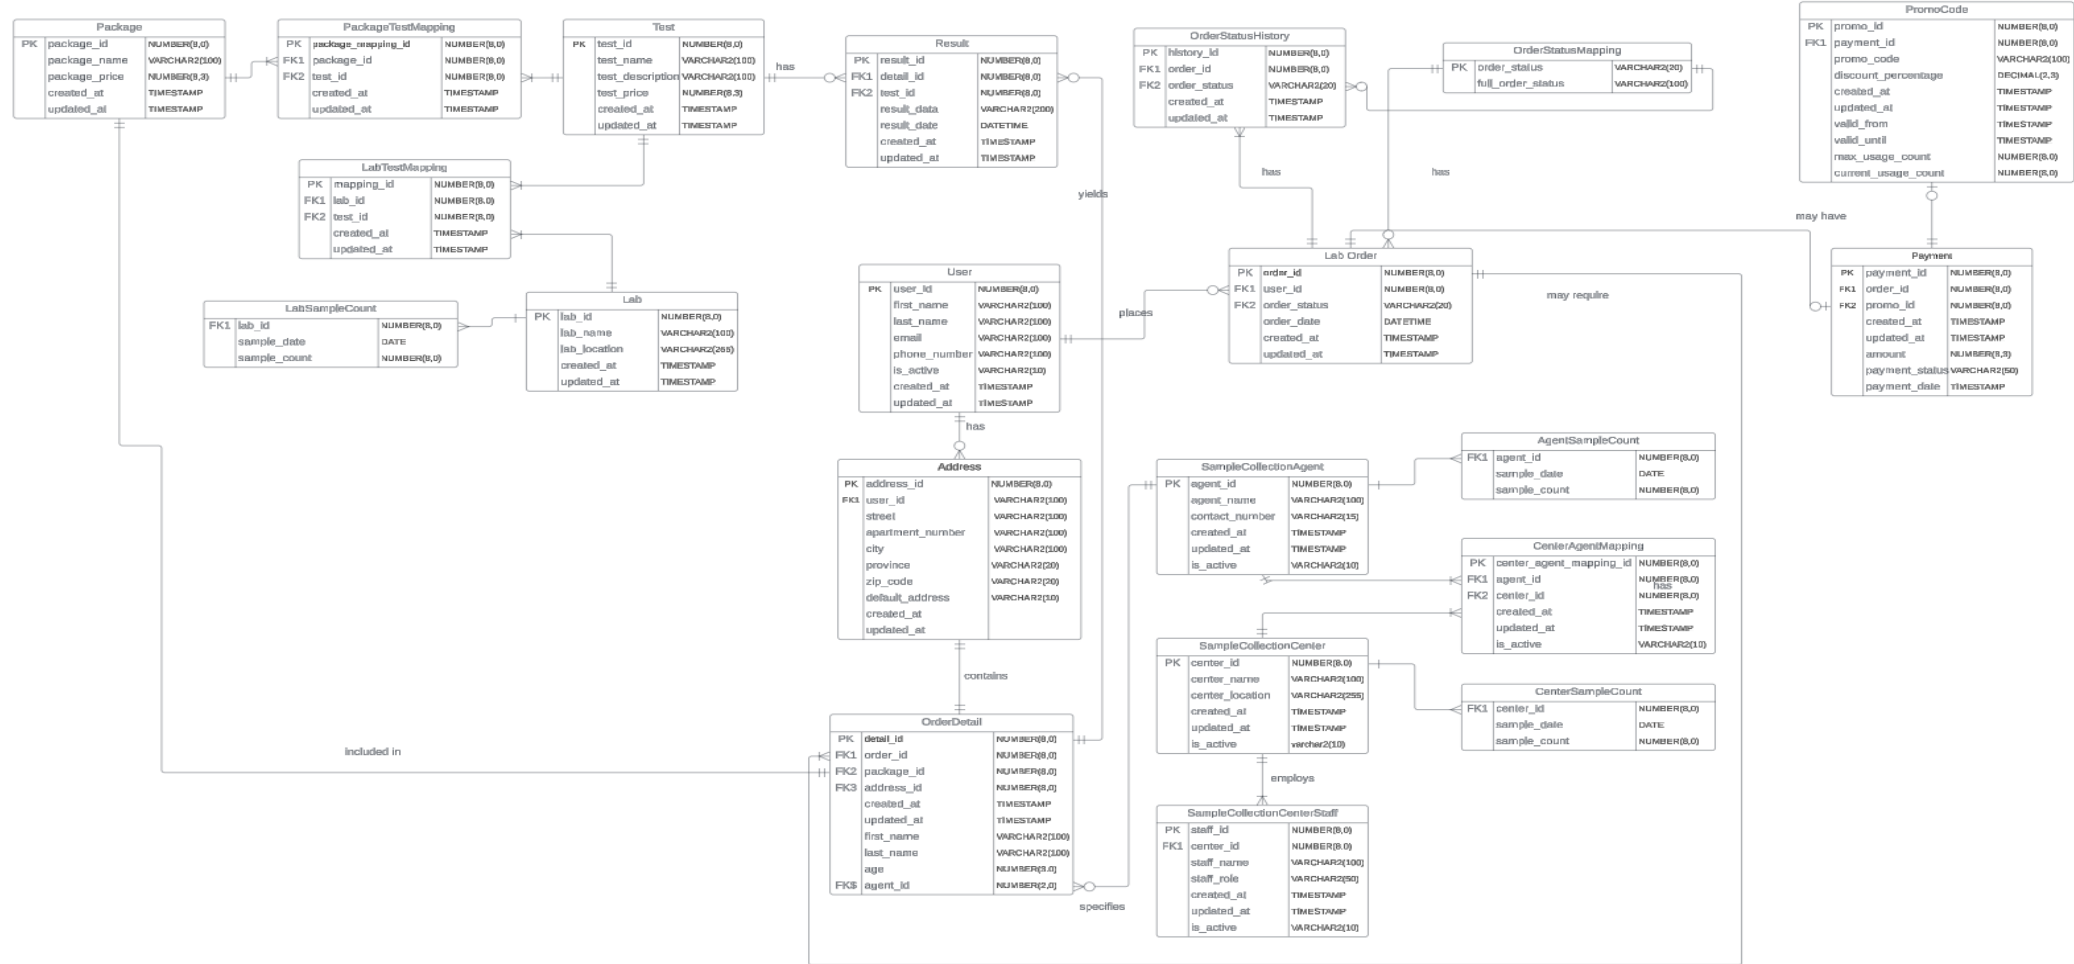 Package
PK package_id NUMBER(8,0)
package_name VARCHAR2(100)
package_price NUMBER(8,3)
created_at TIMESTAMP
updated_at TIMESTAMP
PackageTestMapping
PK package_mapping_id NUMBER(8,0)
FK1 package_id NUMBER(8,0)
FK2 test_id NUMBER(8,0)
created_at TIMESTAMP
updated_at TIMESTAMP
Test
PK test_id NUMBER(8,0)
test_name VARCHAR2(100)
test_description VARCHAR2(100)
test_price NUMBER(8,3)
created_at TIMESTAMP
updated_at TIMESTAMP
has
Result
PK result_id NUMBER(8,0)
FK1 detail_id NUMBER(8,0)
FK2 test_id NUMBER(8,0)
result_data VARCHAR2(200)
result_date DATETIME
created_at TIMESTAMP
updated_at TIMESTAMP
OrderStatusHistory
PK history_id NUMBER(8,0)
FK1 order_id NUMBER(8,0)
FK2 order_status VARCHAR2(20)
created_at TIMESTAMP
updated_at TIMESTAMP
OrderStatusMapping
PK order_status VARCHAR2(20)
full_order_status VARCHAR2(100)
PromoCode
PK promo_id NUMBER(8,0)
FK1 payment_id NUMBER(8,0)
promo_code VARCHAR2(100)
discount_percentage DECIMAL(2,3)
created_at TIMESTAMP
updated_at TIMESTAMP
valid_from TIMESTAMP
valid_until TIMESTAMP
max_usage_count NUMBER(8,0)
current_usage_count NUMBER(8,0)
LabTestMapping
PK mapping_id NUMBER(8,0)
FK1 lab_id NUMBER(8,0)
FK2 test_id NUMBER(8,0)
created_at TIMESTAMP
updated_at TIMESTAMP
yields
has
has
may have
LabSampleCount
FK1 lab_id NUMBER(8,0)
sample_date DATE
sample_count NUMBER(8,0)
Lab
PK lab_id NUMBER(8,0)
lab_name VARCHAR2(100)
lab_location VARCHAR2(255)
created_at TIMESTAMP
updated_at TIMESTAMP
User
PK user_id NUMBER(8,0)
first_name VARCHAR2(100)
last_name VARCHAR2(100)
email VARCHAR2(100)
phone_number VARCHAR2(100)
is_active VARCHAR2(10)
created_at TIMESTAMP
updated_at TIMESTAMP
places
Lab Order
PK order_id NUMBER(8,0)
FK1 user_id NUMBER(8,0)
FK2 order_status VARCHAR2(20)
order_date DATETIME
created_at TIMESTAMP
updated_at TIMESTAMP
may require
Payment
PK payment_id NUMBER(8,0)
FK1 order_id NUMBER(8,0)
FK2 promo_id NUMBER(8,0)
created_at TIMESTAMP
updated_at TIMESTAMP
amount NUMBER(8,3)
payment_status VARCHAR2(50)
payment_date TIMESTAMP
has
Address
PK address_id NUMBER(8,0)
FK1 user_id VARCHAR2(100)
street VARCHAR2(100)
apartment_number VARCHAR2(100)
city VARCHAR2(100)
province VARCHAR2(20)
zip_code VARCHAR2(20)
default_address VARCHAR2(10)
created_at
updated_at
SampleCollectionAgent
PK agent_id NUMBER(8,0)
agent_name VARCHAR2(100)
contact_number VARCHAR2(15)
created_at TIMESTAMP
updated_at TIMESTAMP
is_active VARCHAR2(10)
AgentSampleCount
FK1 agent_id NUMBER(8,0)
sample_date DATE
sample_count NUMBER(8,0)
CenterAgentMapping
PK center_agent_mapping_id NUMBER(8,0)
FK1 agent_id NUMBER(8,0)
has
FK2 center_id NUMBER(8,0)
created_at TIMESTAMP
updated_at TIMESTAMP
is_active VARCHAR2(10)
contains
SampleCollectionCenter
PK center_id NUMBER(8,0)
center_name VARCHAR2(100)
center_location VARCHAR2(255)
created_at TIMESTAMP
updated_at TIMESTAMP
is_active varchar2(10)
CenterSampleCount
FK1 center_id NUMBER(8,0)
sample_date DATE
sample_count NUMBER(8,0)
included in
OrderDetail
PK detail_id NUMBER(8,0)
FK1 order_id NUMBER(8,0)
FK2 package_id NUMBER(8,0)
FK3 address_id NUMBER(8,0)
created_at TIMESTAMP
updated_at TIMESTAMP
first_name VARCHAR2(100)
last_name VARCHAR2(100)
age NUMBER(3,0)
FK$ agent_id NUMBER(2,0)
specifies
employs
SampleCollectionCenterStaff
PK staff_id NUMBER(8,0)
FK1 center_id NUMBER(8,0)
staff_name VARCHAR2(100)
staff_role VARCHAR2(50)
created_at TIMESTAMP
updated_at TIMESTAMP
is_active VARCHAR2(10)